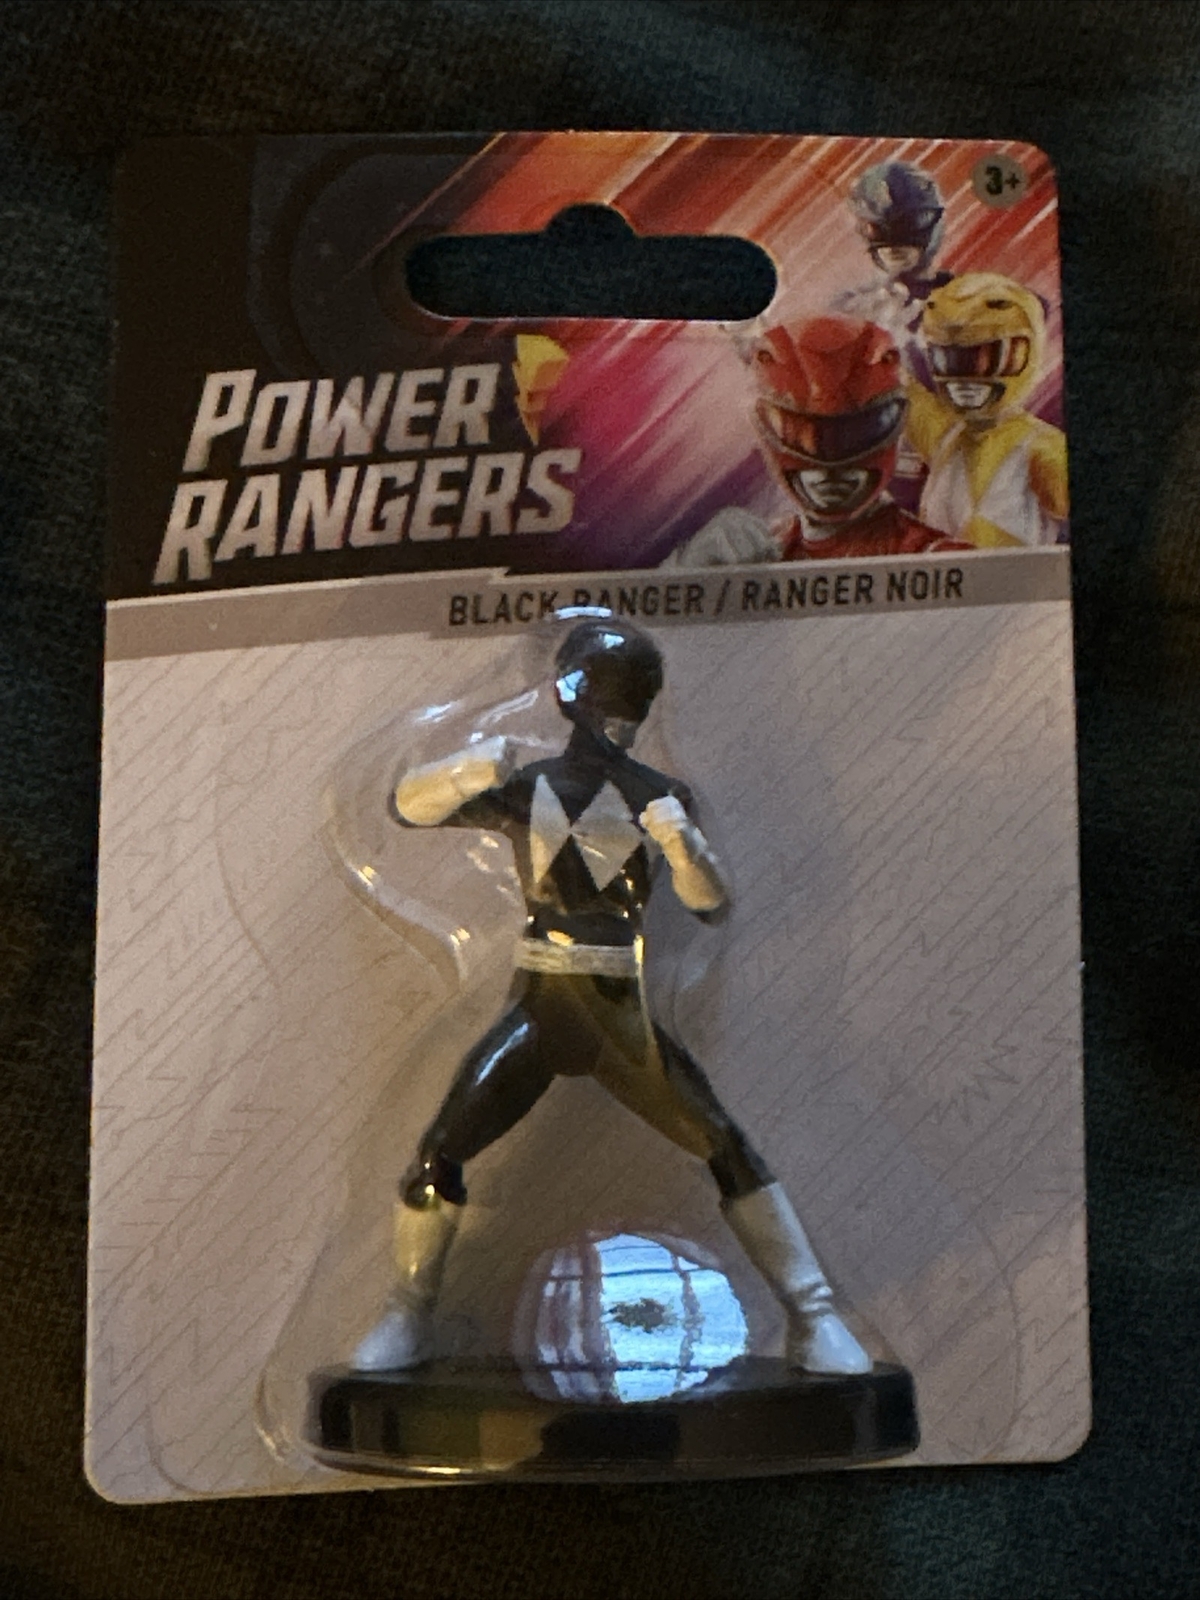 3+
POWER
RANGERS
BLACK RANGER / RANGER NOIR